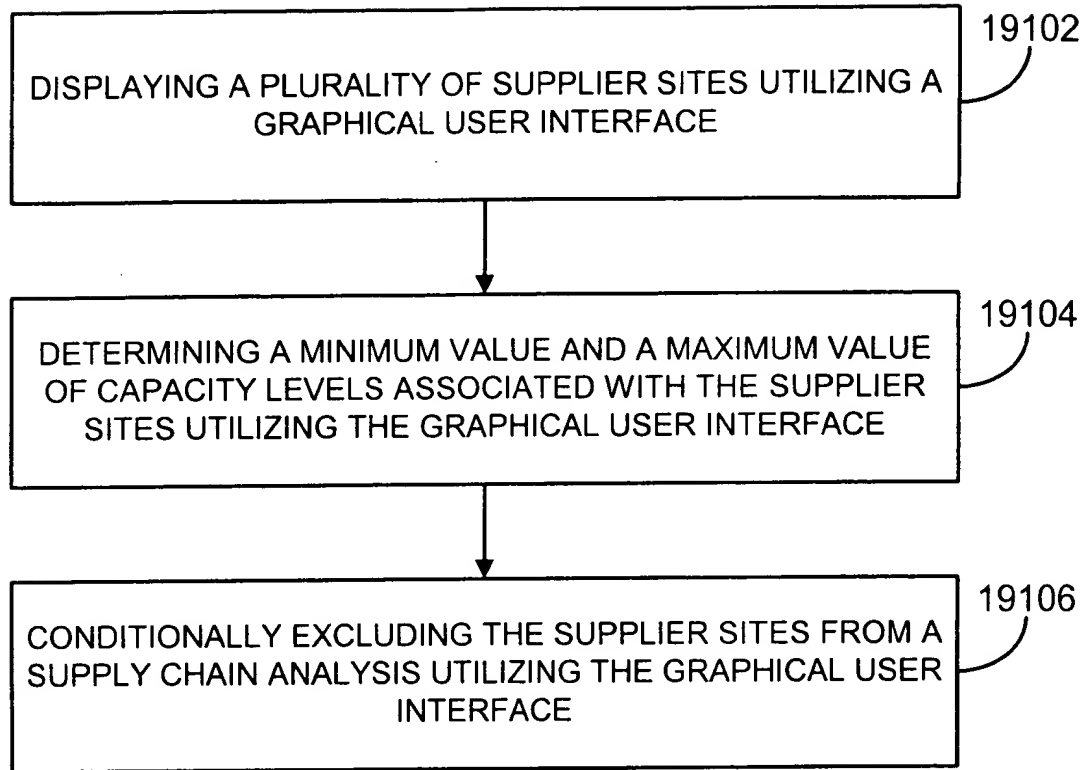 19102
DISPLAYING A PLURALITY OF SUPPLIER SITES UTILIZING A
GRAPHICAL USER INTERFACE
19104
DETERMINING A MINIMUM VALUE AND A MAXIMUM VALUE
OF CAPACITY LEVELS ASSOCIATED WITH THE SUPPLIER
SITES UTILIZING THE GRAPHICAL USER INTERFACE
19106
CONDITIONALLY EXCLUDING THE SUPPLIER SITES FROM A
SUPPLY CHAIN ANALYSIS UTILIZING THE GRAPHICAL USER
INTERFACE